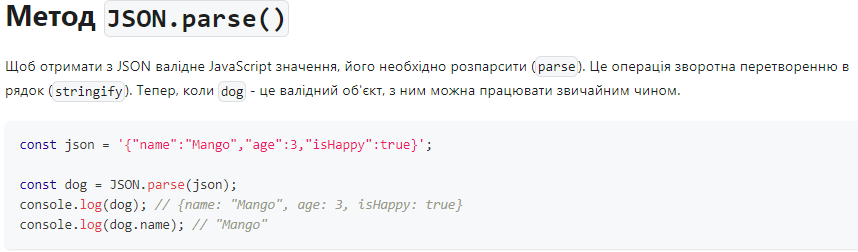 Метод JSON.parse()
Щоб отримати з JSON валідне JavaScript значення, його необхідно розпарсити (parse). Це операція зворотна перетворенню в
рядок (stringify). Тепер, коли dog - це валідний об'єкт, з ним можна працювати звичайним чином.
const json = '{"name":"Mango","age":3,"isHappy":true}';
const dog = JSON.parse(json);
console.log(dog); // {name: "Mango", age: 3, isHappy: true}
console.log(dog.name); // "Mango"